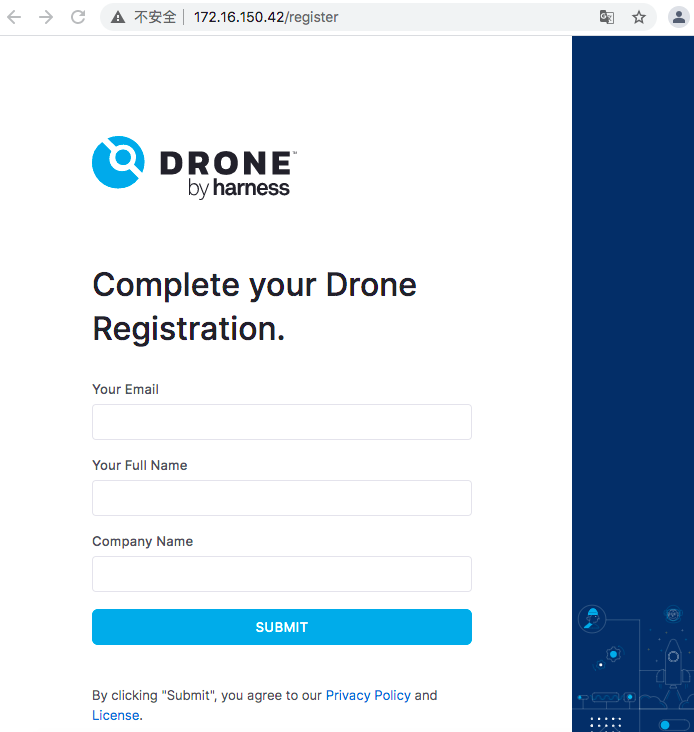 不安全 172.16.150.42/register
DRONE™
by harness
Complete your Drone
Registration.
Your Email
Your Full Name
Company Name
SUBMIT
By clicking "Submit", you agree to our Privacy Policy and
License.